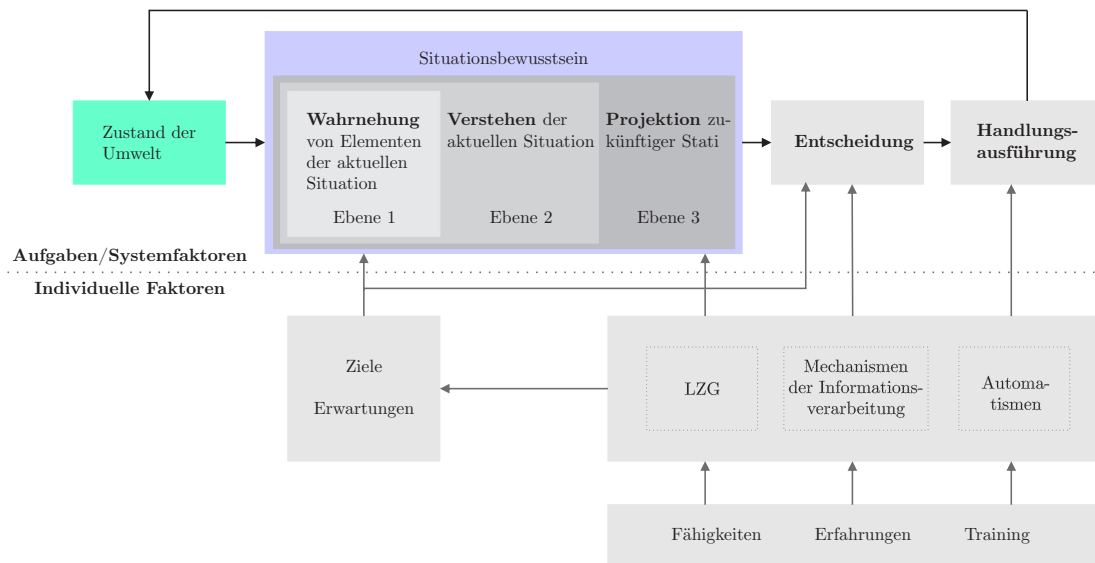 Situationsbewusstsein
Zustand der
Umwelt
Wahrnehung
von Elementen
der aktuellen
Situation
Ebene 1
Verstehen der
aktuellen Situation
Ebene 2
Projektion zu-
künftiger Stati
Ebene 3
Entscheidung
Handlungs-
ausführung
Aufgaben/Systemfaktoren
Individuelle Faktoren
Ziele
Erwartungen
LZG
Mechanismen
der Informations-
verarbeitung
Automa-
tismen
Fähigkeiten
Erfahrungen
Training